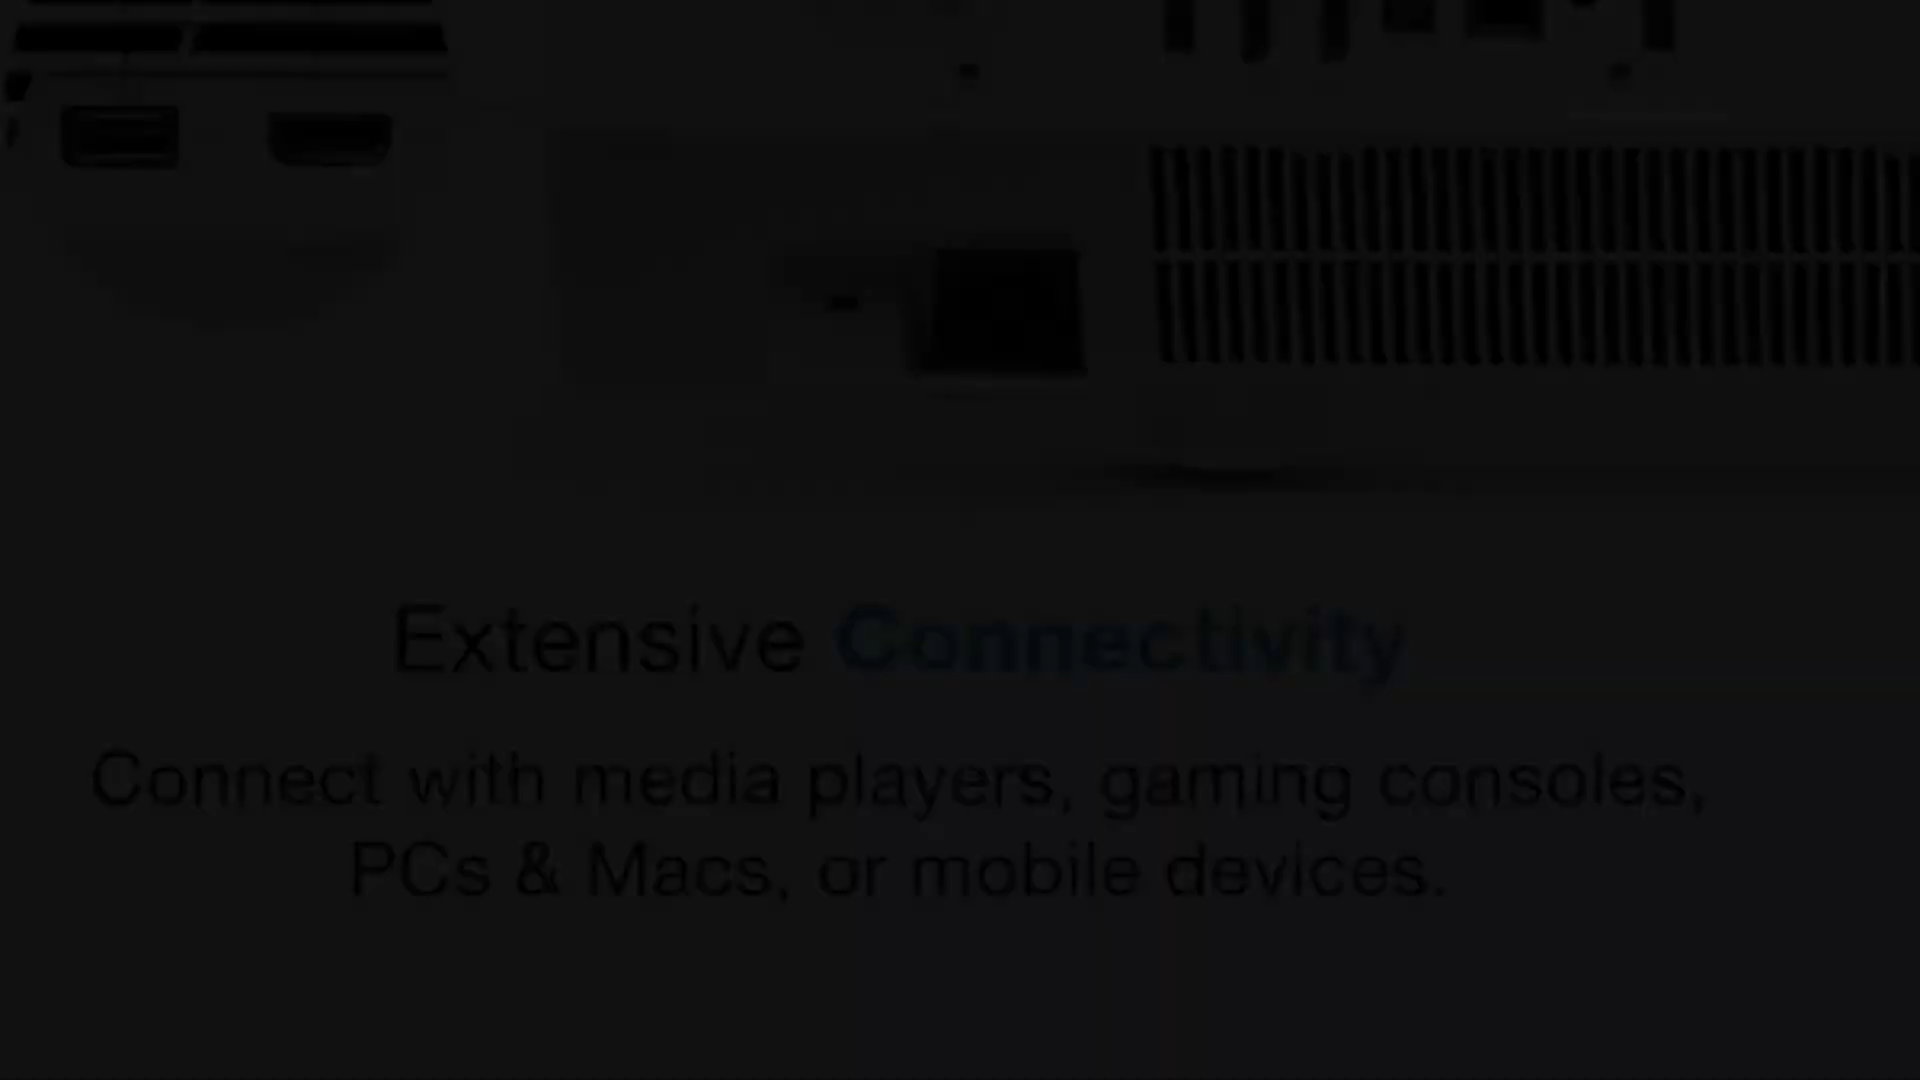 Extensive Connectivity
Connect with media players, gaming consoles,
PCs & Macs, or mobile devices.